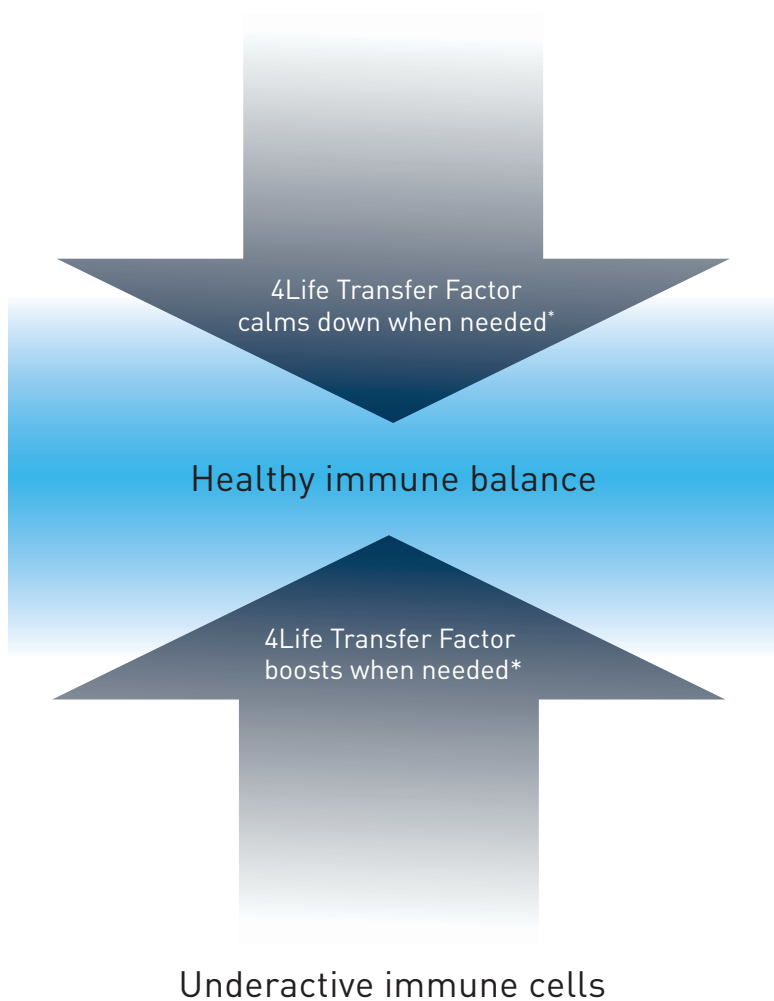 4Life Transfer Factor
calms down when needed*
Healthy immune balance
4Life Transfer Factor
boosts when needed*
Underactive immune cells